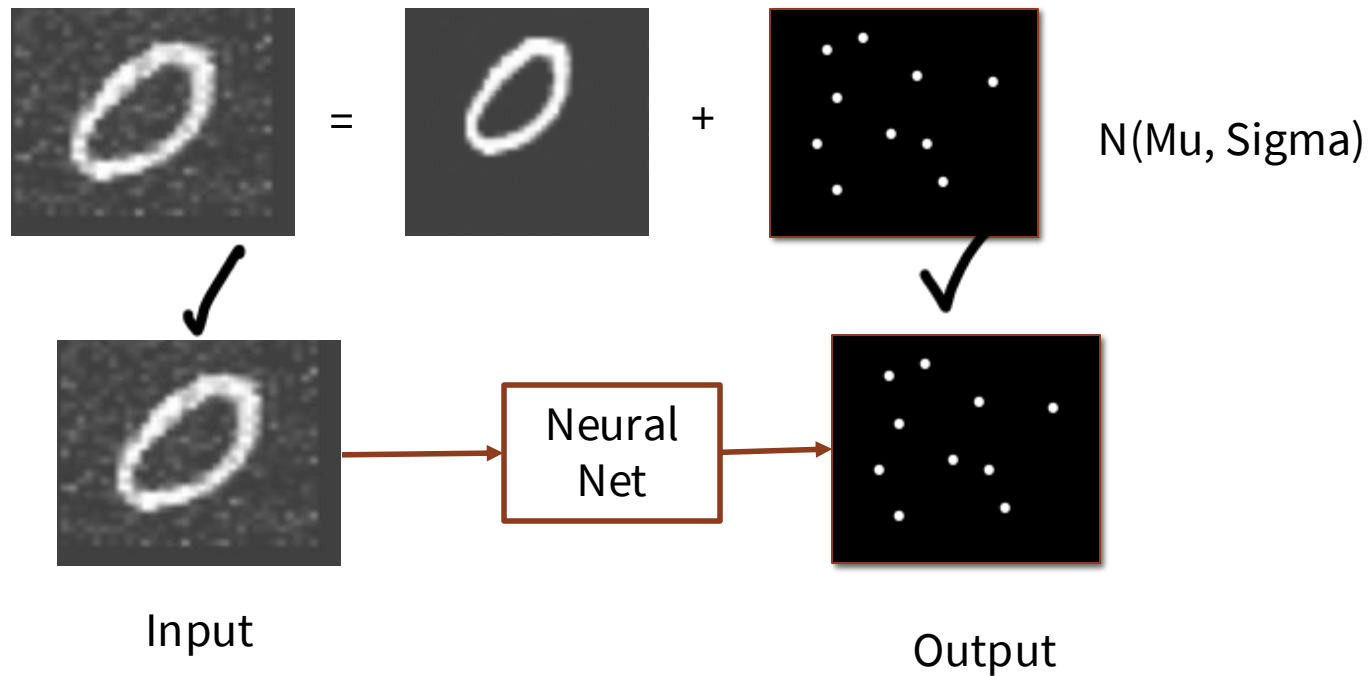 =
+
N(Mu, Sigma)
Neural
Net
Input
Output